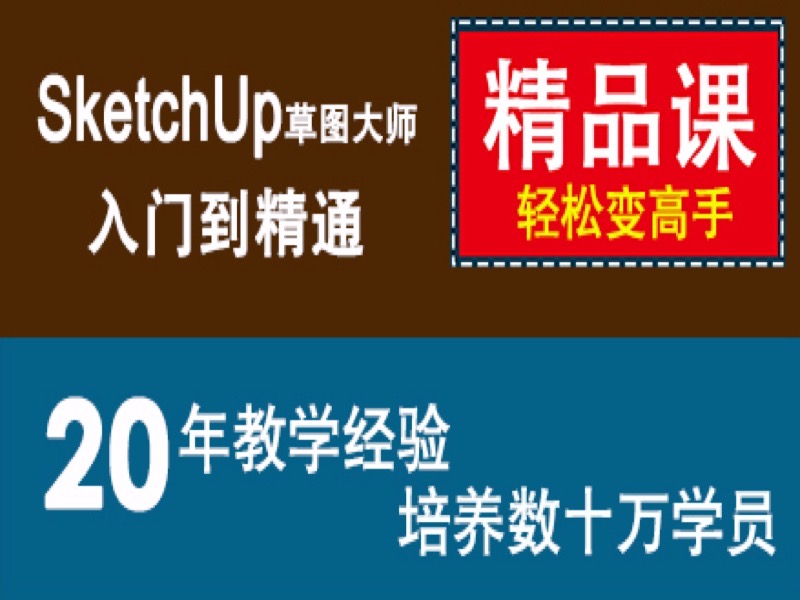 SketchUp草图大师
入门到精通
精品课
轻松变高手
20年教学经验
培养数十万学员